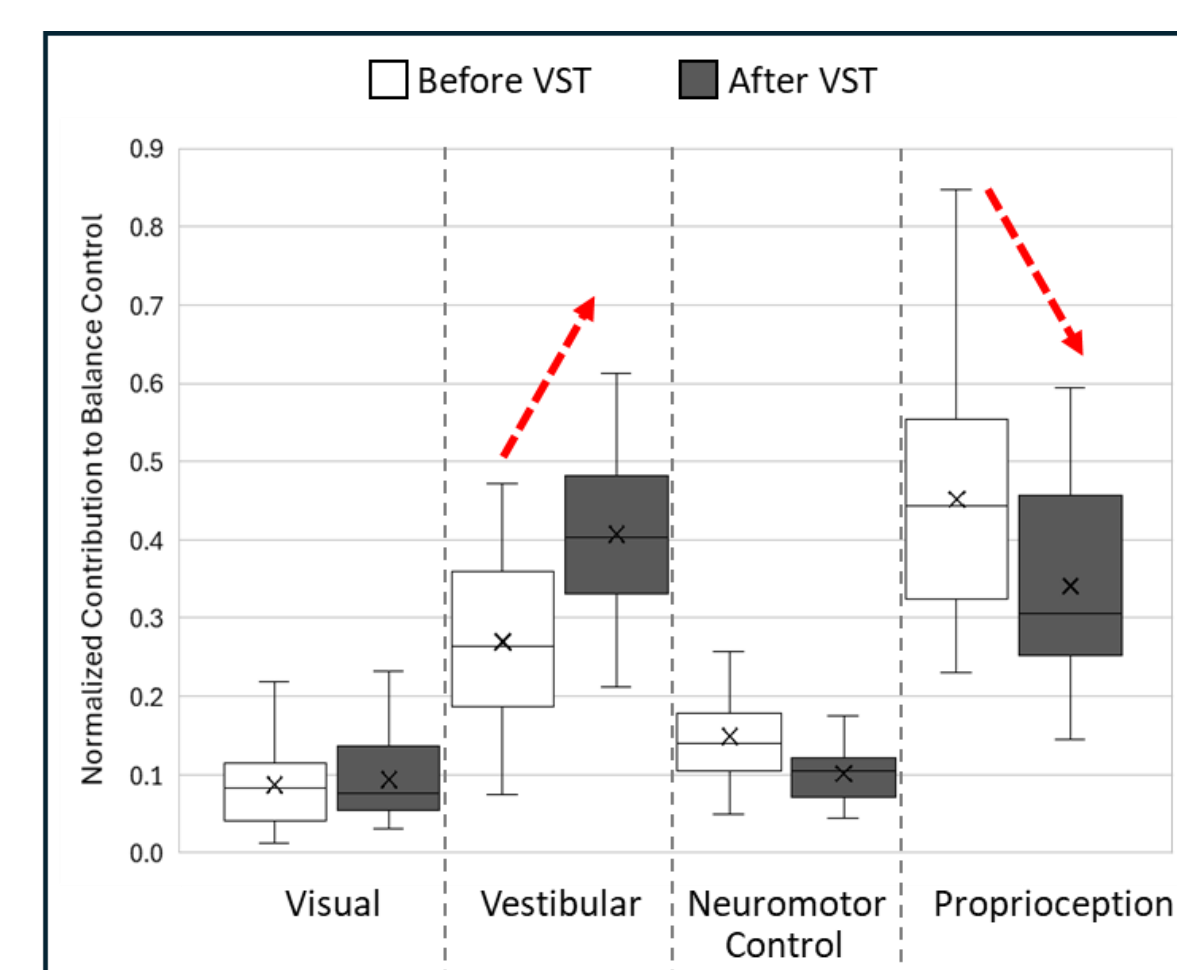 Before VST
After VST
Normalized Contribution to Balance Control
0.9
0.8
0.7
0.6
0.5
0.4
0.3
0.2
0.1
0.0
Visual
Vestibular
Neuromotor
Control
Proprioception